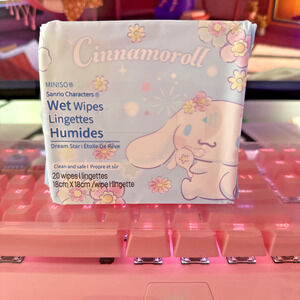 Cinnamoroll
MINISO®
Sanrio Characters®
Wet Wipes
Lingettes
Humides
Dream Star | Étoile De Rêve
Clean and safe | Propre et sûr
20 wipes | lingettes
18cm X 18cm /wipe | lingette